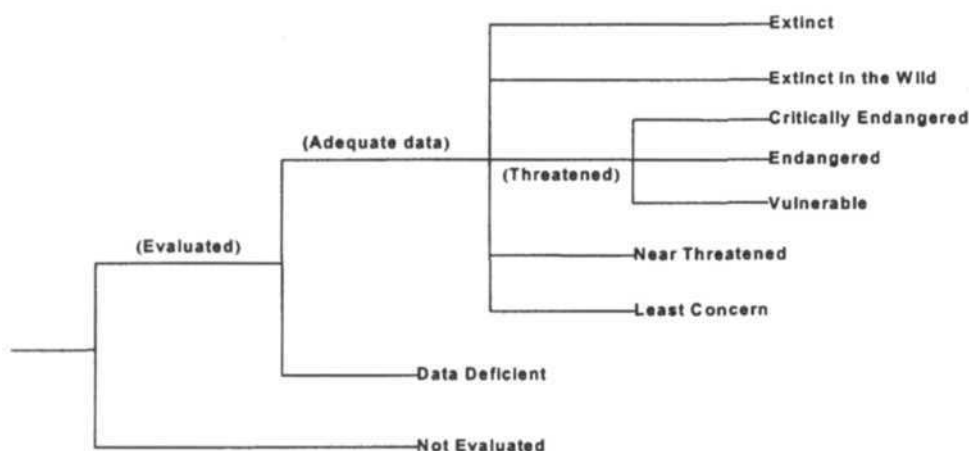 Extinct
Extinct in the Wild
Critically Endangered
(Adequate data)
Endangered
(Threatened)
Vulnerable
(Evaluated)
Near Threatened
Least Concern
Data Deficient
Not Evaluated